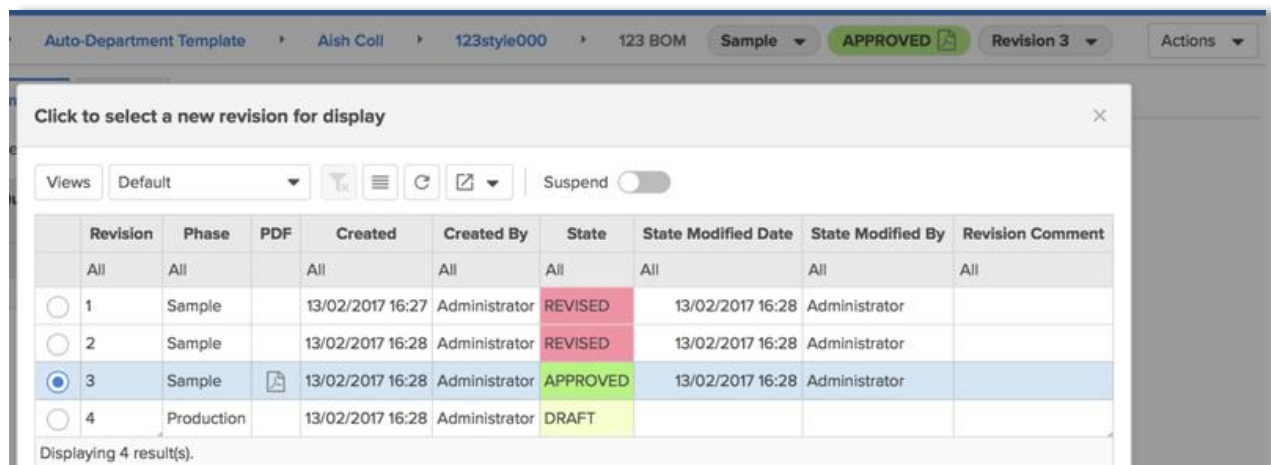 Auto-Department Template Aish Coll 123style000 123 BOM Sample APPROVED Revision 3 Actions
Click to select a new revision for display
Views Default Suspend
Revision Phase PDF Created Created By State State Modified Date State Modified By Revision Comment
All All All All All All All All
1 Sample 13/02/2017 16:27 Administrator REVISED 13/02/2017 16:28 Administrator
2 Sample 13/02/2017 16:28 Administrator REVISED 13/02/2017 16:28 Administrator
3 Sample 13/02/2017 16:28 Administrator APPROVED 13/02/2017 16:28 Administrator
4 Production 13/02/2017 16:28 Administrator DRAFT
Displaying 4 result(s).